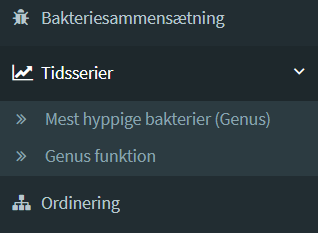 Bakteriesammensætning
Tidsserier
Mest hyppige bakterier (Genus)
Genus funktion
Ordinering